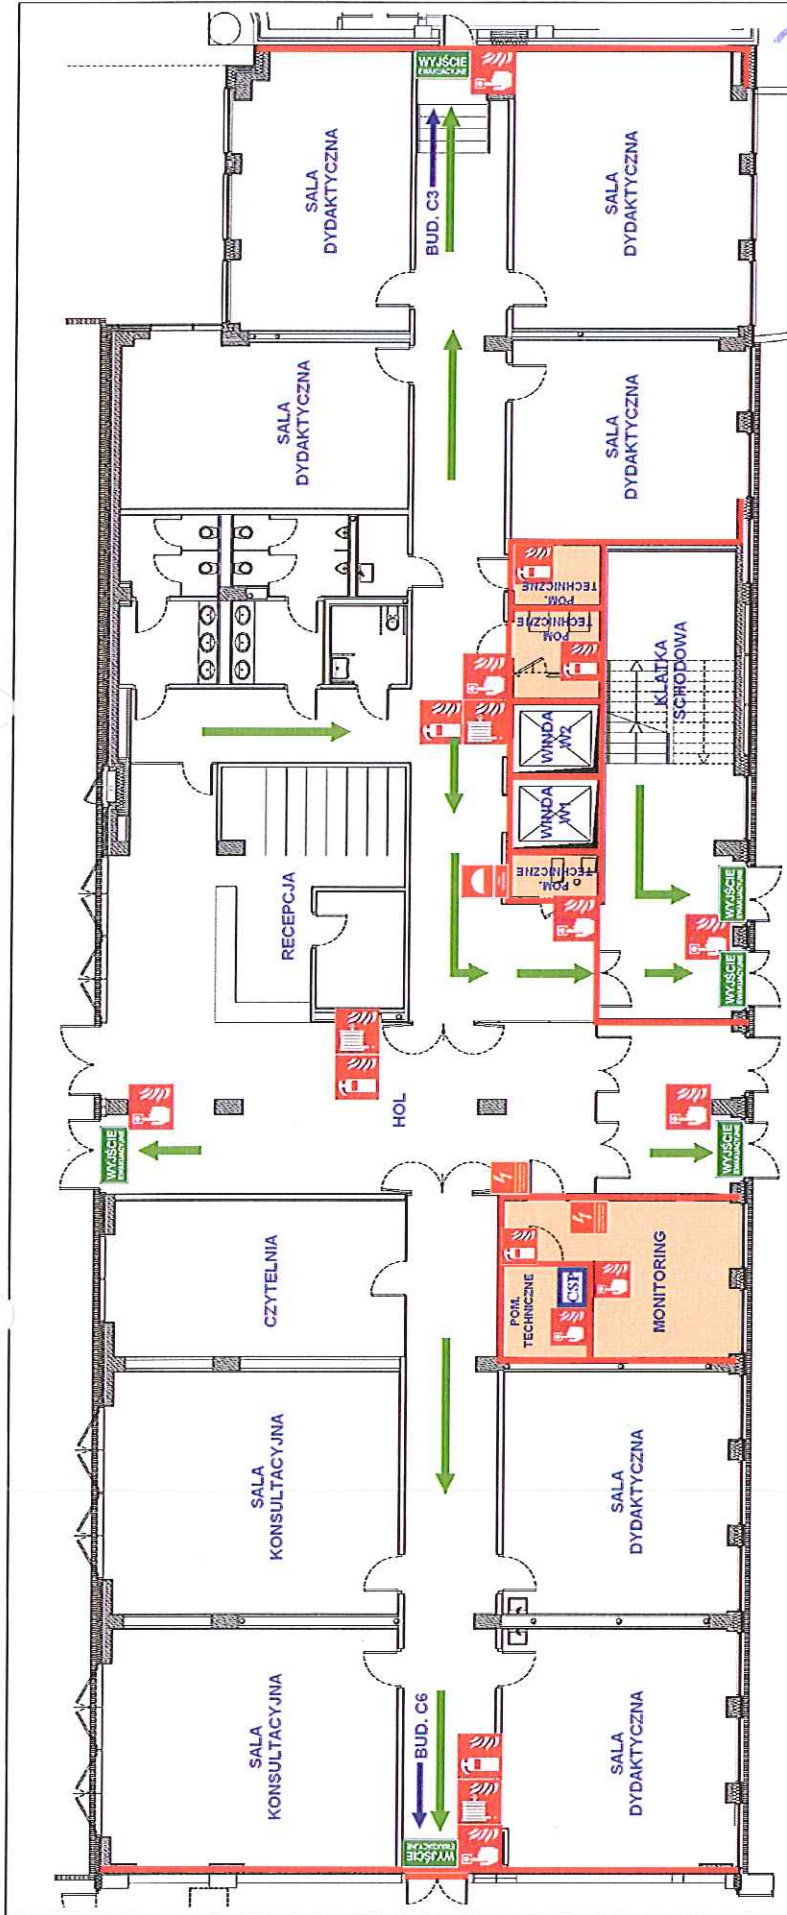 WYJŚCIE
EWAKUACYJNE
SALA
KONSULTACYJNA
SALA
KONSULTACYJNA
CZYTELNIA
RECEPCJA
SALA
DYDAKTYCZNA
SALA
DYDAKTYCZNA
BUD. C6
WYJŚCIE
EWAKUACYJNE
HOL
BUD. C3
WYJŚCIE
EWAKUACYJNE
SALA
DYDAKTYCZNA
SALA
DYDAKTYCZNA
POM.
TECHNICZNE
CSP
MONITORING
WYJŚCIE
EWAKUACYJNE
WYJŚCIE
EWAKUACYJNE
WYJŚCIE
EWAKUACYJNE
POM.
TECHNICZNE
WINDA
W1
WINDA
W2
POM
TECHNICZNE
POM.
TECHNICZNE
KLATKA
SCHODOWA
SALA
DYDAKTYCZNA
SALA
DYDAKTYCZNA